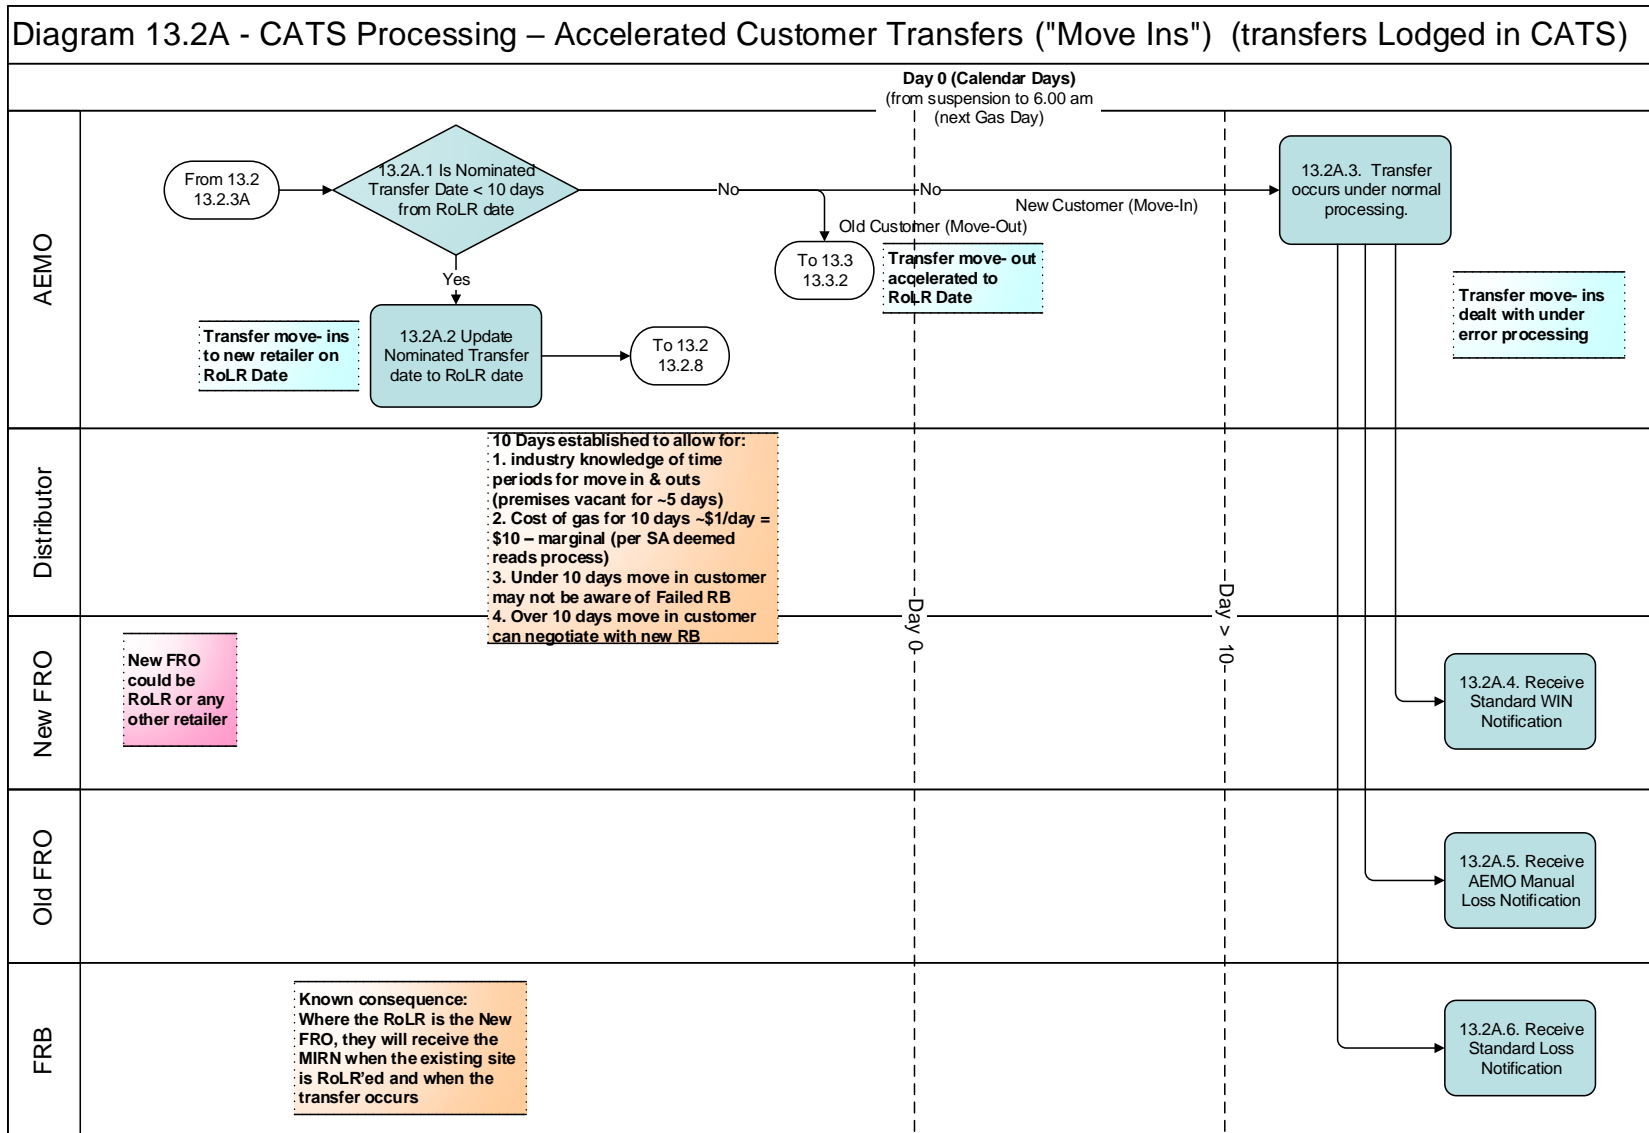 Diagram 13.2A - CATS Processing – Accelerated Customer Transfers ("Move Ins")  (transfers Lodged in CATS)
Day 0 (Calendar Days)
(from suspension to 6.00 am
(next Gas Day)
AEMO
From 13.2
13.2.3A
13.2A.1 Is Nominated
Transfer Date < 10 days
from RoLR date
No
No
New Customer (Move-In)
Old Customer (Move-Out)
13.2A.3.  Transfer
occurs under normal
processing.
To 13.3
13.3.2
Transfer move- out
accelerated to
RoLR Date
Transfer move- ins
dealt with under
error processing
Yes
Transfer move- ins
to new retailer on
RoLR Date
13.2A.2 Update
Nominated Transfer
date to RoLR date
To 13.2
13.2.8
Distributor
10 Days established to allow for:
1. industry knowledge of time
periods for move in & outs
(premises vacant for ~5 days)
2. Cost of gas for 10 days ~$1/day =
$10 – marginal (per SA deemed
reads process)
3. Under 10 days move in customer
may not be aware of Failed RB
4. Over 10 days move in customer
can negotiate with new RB
Day 0
Day > 10
New FRO
New FRO
could be
RoLR or any
other retailer
13.2A.4. Receive
Standard WIN
Notification
Old FRO
13.2A.5. Receive
AEMO Manual
Loss Notification
FRB
Known consequence:
Where the RoLR is the New
FRO, they will receive the
MIRN when the existing site
is RoLR’ed and when the
transfer occurs
13.2A.6. Receive
Standard Loss
Notification